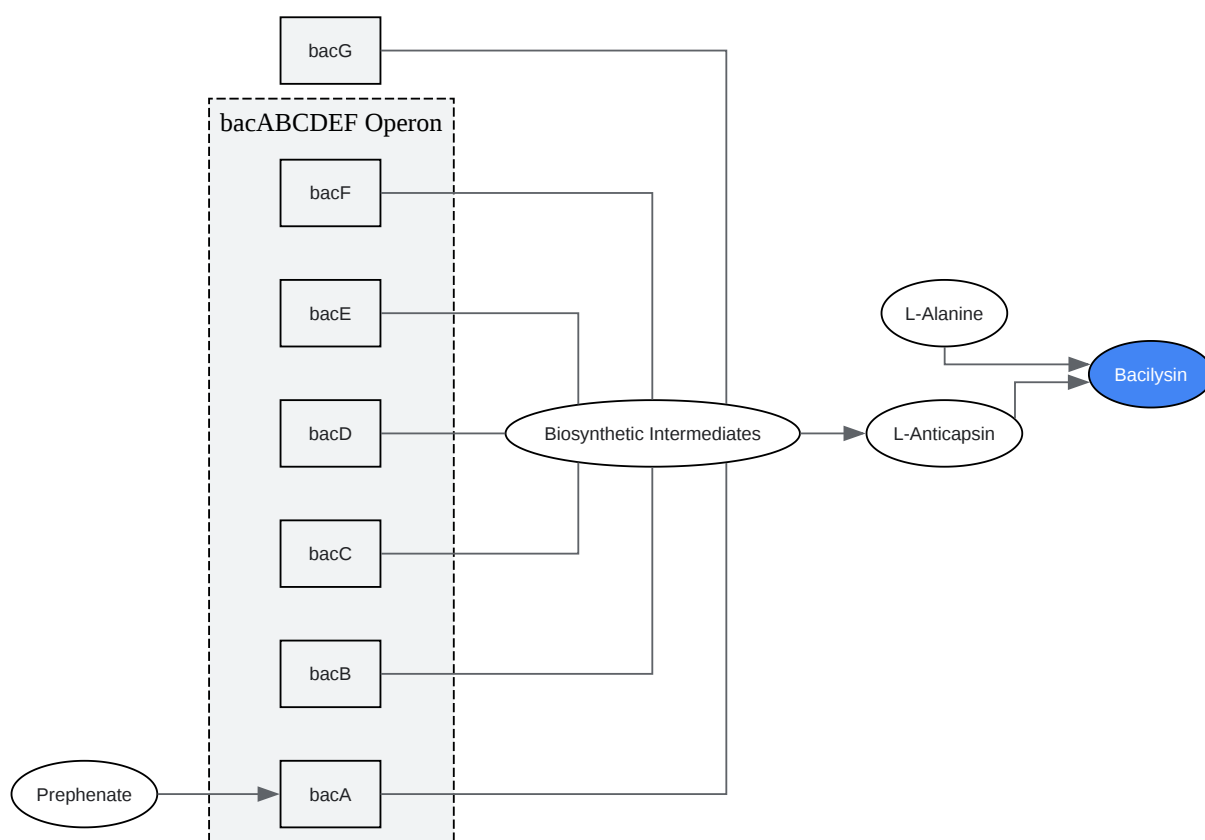 bacG
bacABCDEF Operon
bacF
bacE
L-Alanine
Bacilysin
bacD
Biosynthetic Intermediates
L-Anticapsin
bacC
bacB
Prephenate
bacA